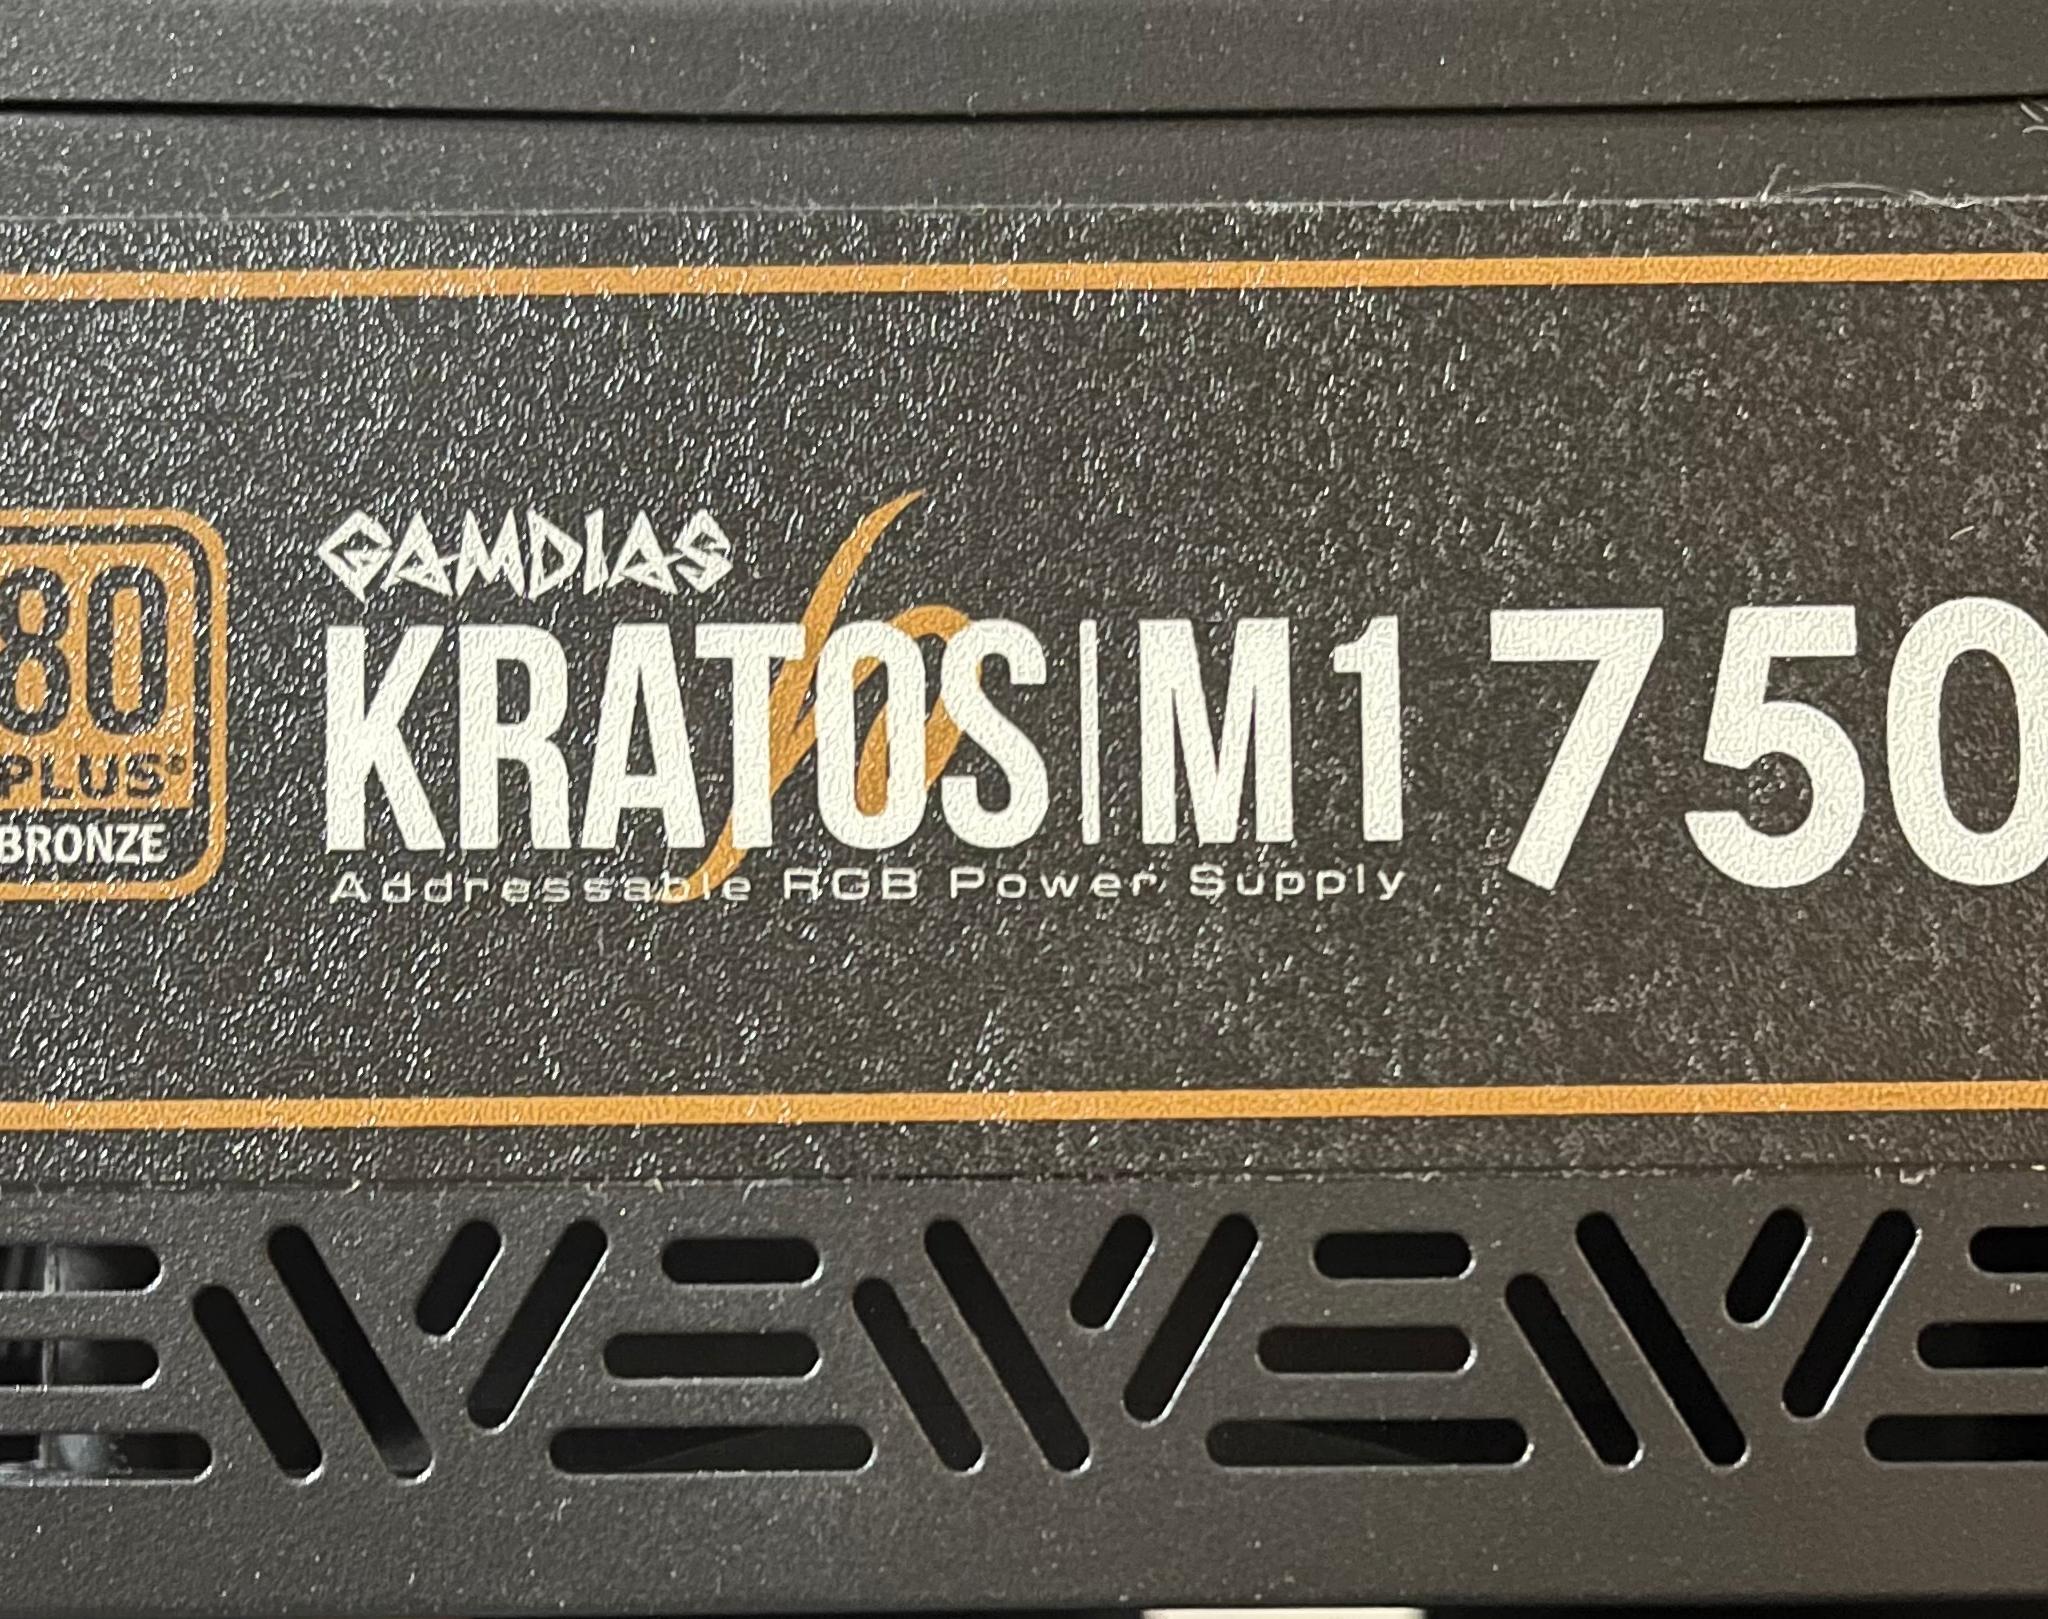 80
PLUS®
BRONZE
GAMDIAS
KRATOS|M1 750
Addressable RGB Power Supply